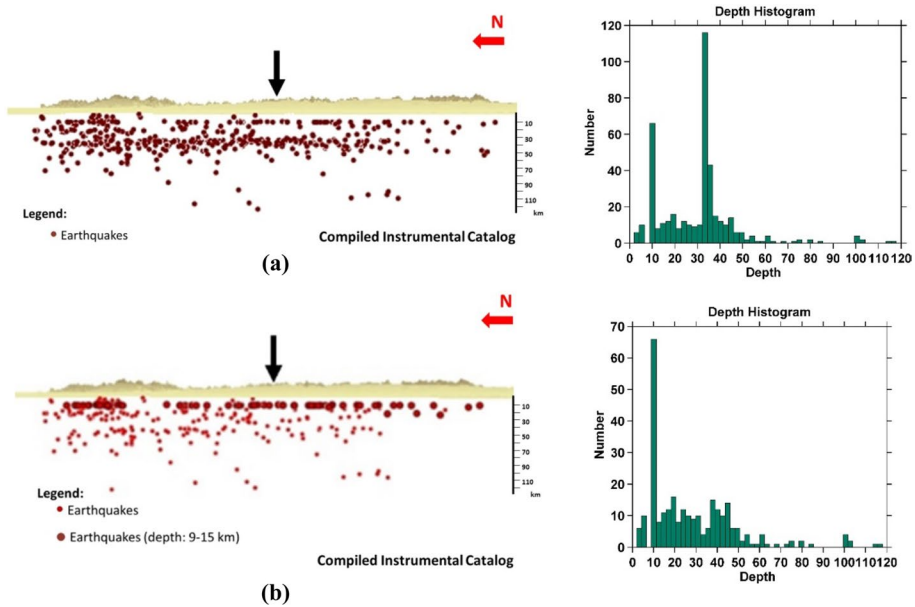 N
10
30
50
70
90
110
km
Legend:
Earthquakes
Compiled Instrumental Catalog
(a)
Depth Histogram
120
100
80
60
40
20
0
Number
0 10 20 30 40 50 60 70 80 90 100 110 120
Depth
N
10
30
50
70
90
110
km
Legend:
Earthquakes
Earthquakes (depth: 9-15 km)
Compiled Instrumental Catalog
(b)
Depth Histogram
70
60
50
40
30
20
10
0
Number
0 10 20 30 40 50 60 70 80 90 100 110 120
Depth